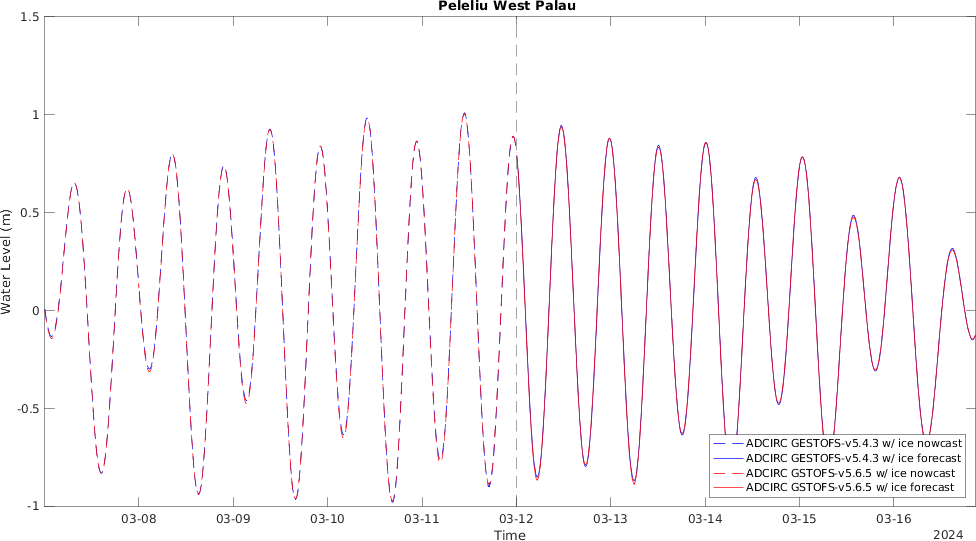 Peleliu West Palau
1.5
1
0.5
0
-0.5
-1
Water Level (m)
03-08 03-09 03-10 03-11 03-12 03-13 03-14 03-15 03-16
Time
2024
ADCIRC GESTOFS-v5.4.3 w/ ice nowcast
ADCIRC GESTOFS-v5.4.3 w/ ice forecast
ADCIRC GSTOFS-v5.6.5 w/ ice nowcast
ADCIRC GSTOFS-v5.6.5 w/ ice forecast